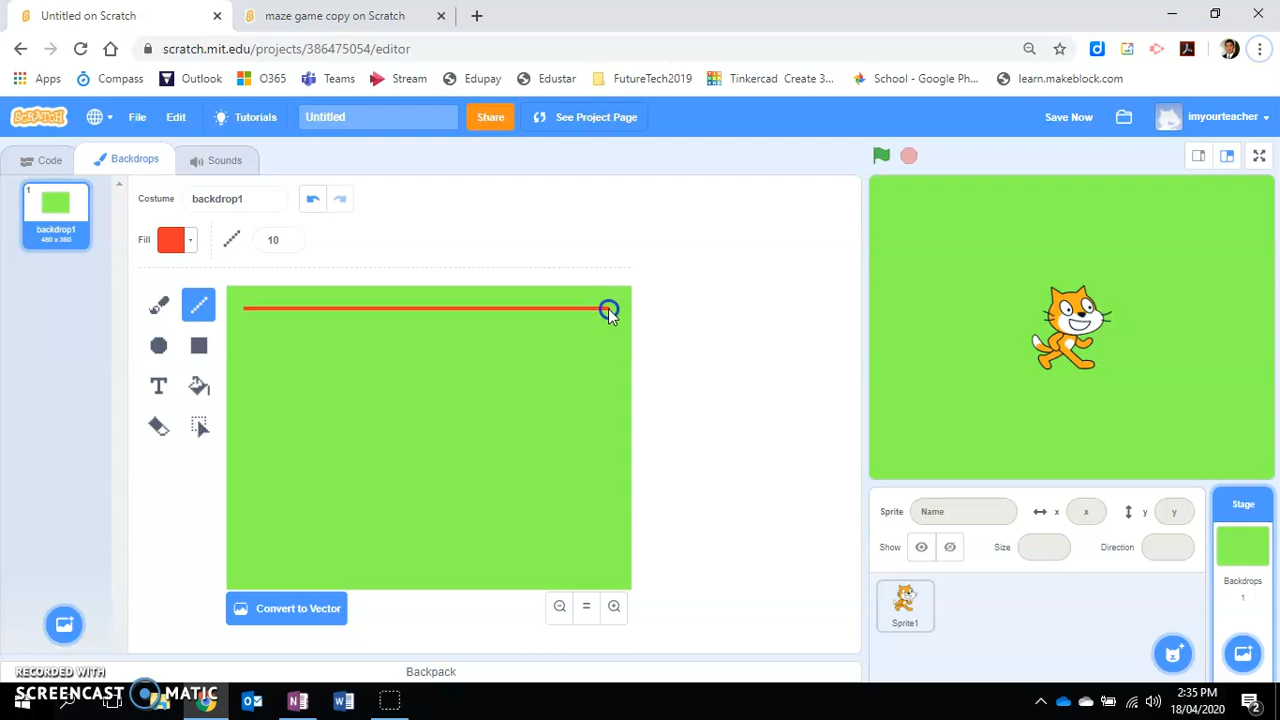 Untitled on Scratch
maze game copy on Scratch
scratch.mit.edu/projects/386475054/editor
Apps Compass Outlook O365 Teams Stream Edupay Edustar FutureTech2019 Tinkercad Create 3... School - Google Ph... learn.makeblock.com
SCRATCH File Edit Tutorials Untitled Share See Project Page Save Now imyourteacher
Code Backdrops Sounds
1
backdrop1
480 x 360
Costume backdrop1
Fill 10
T
Convert to Vector
Backpack
Sprite Name x x y y
Show Size Direction
Sprite1
Stage
Backdrops
1
RECORDED WITH
SCREENCAST MATIC
2:35 PM
18/04/2020
2